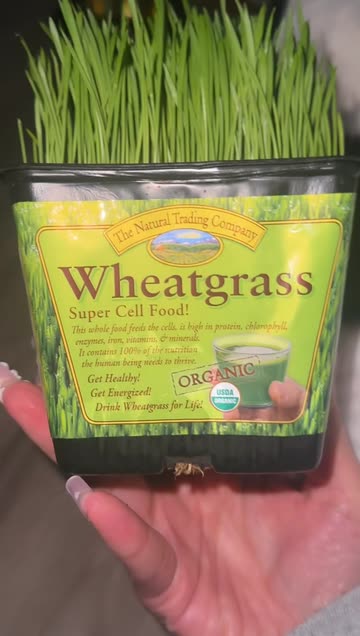 The Natural Trading Company
Wheatgrass
Super Cell Food!
This whole food feeds the cells, is high in protein, chlorophyll,
enzymes, iron, vitamins, & minerals.
It contains 100% of the nutrition
the human being needs to thrive.
Get Healthy!
Get Energized!
Drink Wheatgrass for Life!
ORGANIC
USDA
ORGANIC